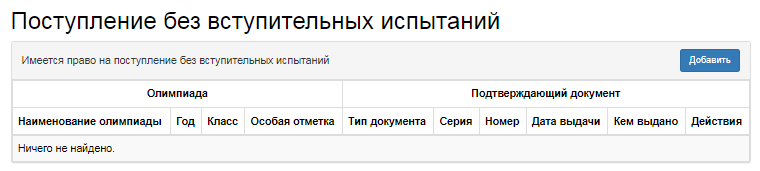 Поступление без вступительных испытаний
Имеется право на поступление без вступительных испытаний Добавить
Олимпиада Подтверждающий документ
Наименование олимпиады Год Класс Особая отметка Тип документа Серия Номер Дата выдачи Кем выдано Действия
Ничего не найдено.